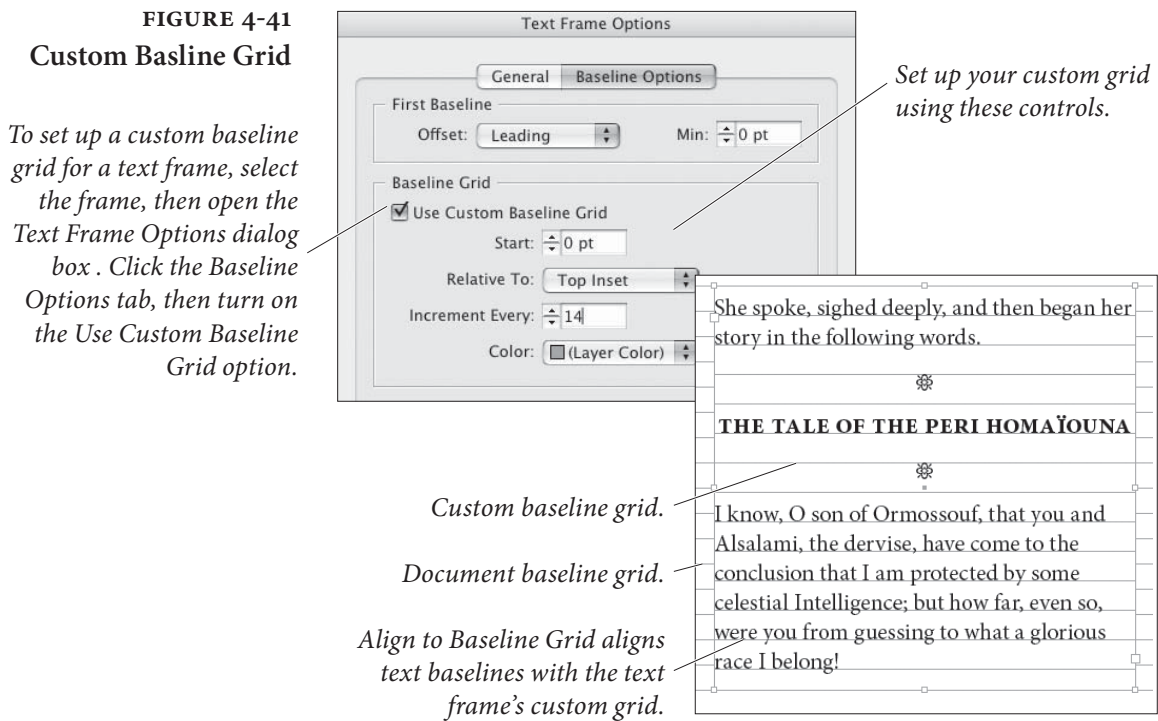 FIGURE 4-41
Custom Basline Grid
To set up a custom baseline
grid for a text frame, select
the frame, then open the
Text Frame Options dialog
box . Click the Baseline
Options tab, then turn on
the Use Custom Baseline
Grid option.
Text Frame Options
General Baseline Options
First Baseline
Offset: Leading Min: 0 pt
Baseline Grid
Use Custom Baseline Grid
Start: 0 pt
Relative To: Top Inset
Increment Every: 14
Color: (Layer Color)
Set up your custom grid
using these controls.
She spoke, sighed deeply, and then began her
story in the following words.
THE TALE OF THE PERI HOMAÏOUNA
I know, O son of Ormossouf, that you and
Alsalami, the dervise, have come to the
conclusion that I am protected by some
celestial Intelligence; but how far, even so,
were you from guessing to what a glorious
race I belong!
Custom baseline grid.
Document baseline grid.
Align to Baseline Grid aligns
text baselines with the text
frame's custom grid.